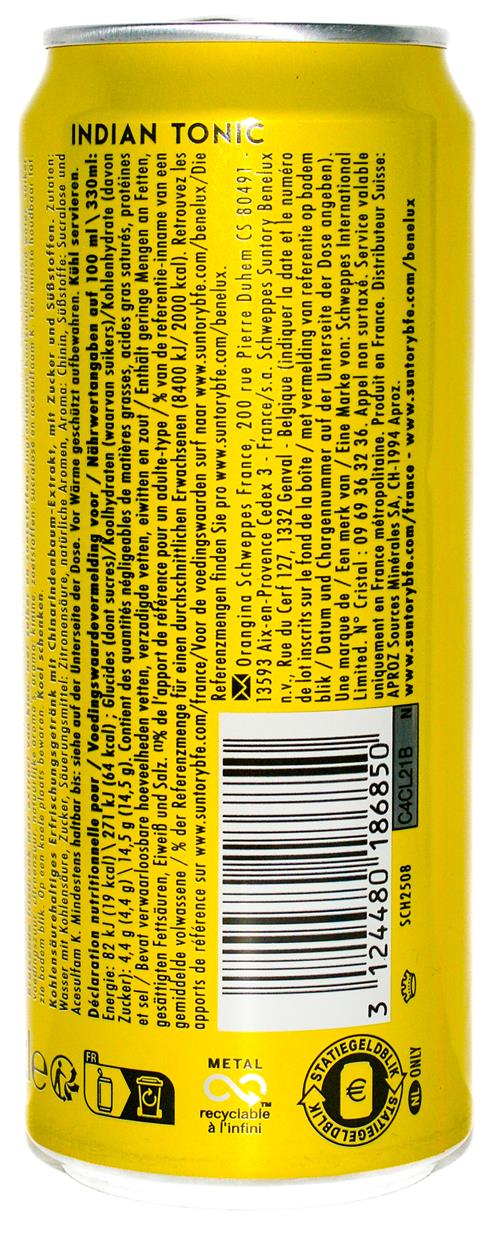 INDIAN TONIC
zie bodem blik. Op een koele plaats bewaren. Koel schenken.
Kohlensäurehaltiges Erfrischungsgetränk mit Chinarindenbaum-Extrakt, mit Zucker und Süßstoffen. Zutaten:
Wasser mit Kohlensäure, Zucker, Säuerungsmittel: Zitronensäure, natürliche Aromen, Aroma: Chinin, Süßstoffe: Sucralose und
Acesulfam K. Mindestens haltbar bis: siehe auf der Unterseite der Dose. Vor Wärme geschützt aufbewahren. Kühl servieren.
Déclaration nutritionnelle pour / Voedingswaardevermelding voor / Nährwertangaben auf 100 ml \ 330ml:
Energie: 82 kJ (19 kcal) \ 271 kJ (64 kcal) ; Glucides (dont sucres)/Koolhydraten (waarvan suikers)/Kohlenhydrate (davon
Zucker): 4,4 g (4,4 g) \ 14,5 g (14,5 g). Contient des quantités négligeables de matières grasses, acides gras saturés, protéines
et sel / Bevat verwaarloosbare hoeveelheden vetten, verzadigde vetten, eiwitten en zout / Enthält geringe Mengen an Fetten,
gesättigten Fettsäuren, Eiweiß und Salz. (1)% de l'apport de référence pour un adulte-type / % van de referentie-inname van een
gemiddelde volwassene / % der Referenzmenge für einen durchschnittlichen Erwachsenen (8400 kJ/ 2000 kcal). Retrouvez les
apports de référence sur www.suntorybfe.com/france/Voor de voedingswaarden surf naar www.suntorybfe.com/benelux/Die
Referenzmengen finden Sie pro www.suntorybfe.com/benelux.
Orangina Schweppes France, 200 rue Pierre Duhem CS 80491 -
13593 Aix-en-Provence Cedex 3 - France/s.a. Schweppes Suntory Benelux
n.v., Rue du Cerf 127, 1332 Genval - Belgique (indiquer la date et le numéro
de lot inscrits sur le fond de la boîte / met vermelding van referentie op bodem
blik / Datum und Chargennummer auf der Unterseite der Dose angeben).
Une marque de / Een merk van / Eine Marke von: Schweppes International
Limited. N° Cristal : 09 69 36 32 36. Appel non surtaxé. Service valable
uniquement en France métropolitaine. Produit en France. Distributeur Suisse:
APROZ Sources Minérales SA, CH-1994 Aproz.
www.suntorybfe.com/france - www.suntorybfe.com/benelux
3 124480 186850
C4CL21B N
SCH2508
FR
METAL
recyclable
à l'infini
TM
STATIEGELDBLIK
STATIEGELDBLIK
€
NL ONLY